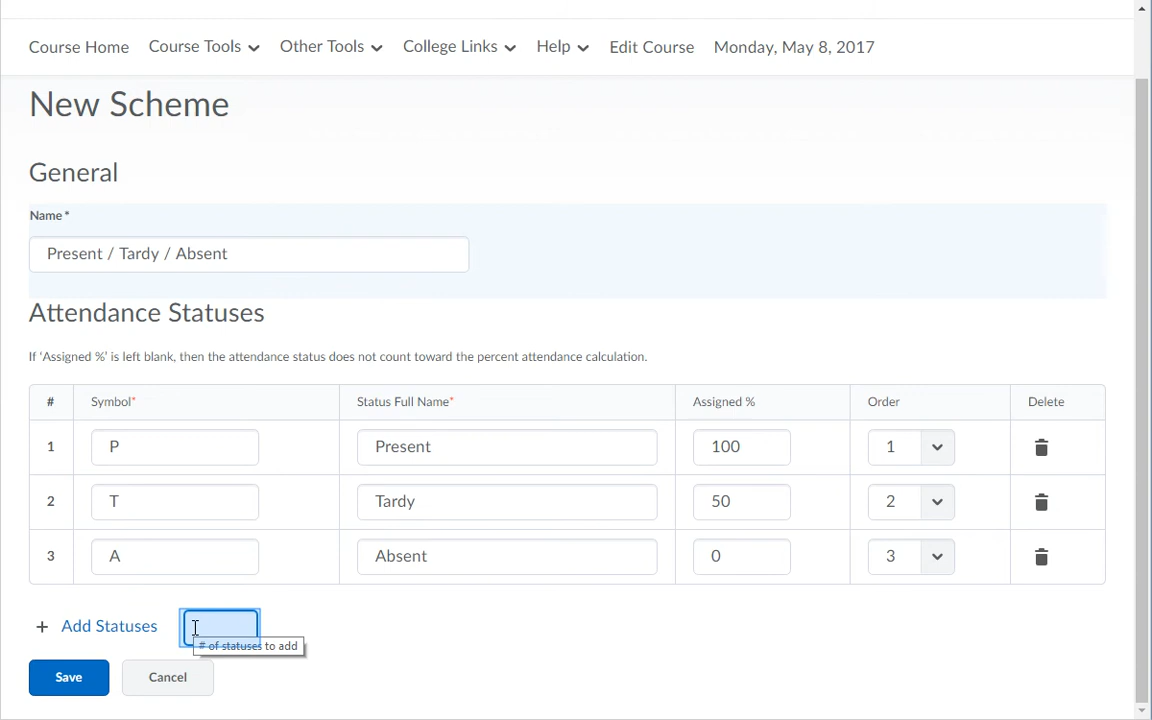 Course Home Course Tools Other Tools College Links Help Edit Course Monday, May 8, 2017
New Scheme
General
Name*
Present / Tardy / Absent
Attendance Statuses
If 'Assigned %' is left blank, then the attendance status does not count toward the percent attendance calculation.
# Symbol* Status Full Name* Assigned % Order Delete
1 P Present 100 1
2 T Tardy 50 2
3 A Absent 0 3
+ Add Statuses
# of statuses to add
Save Cancel